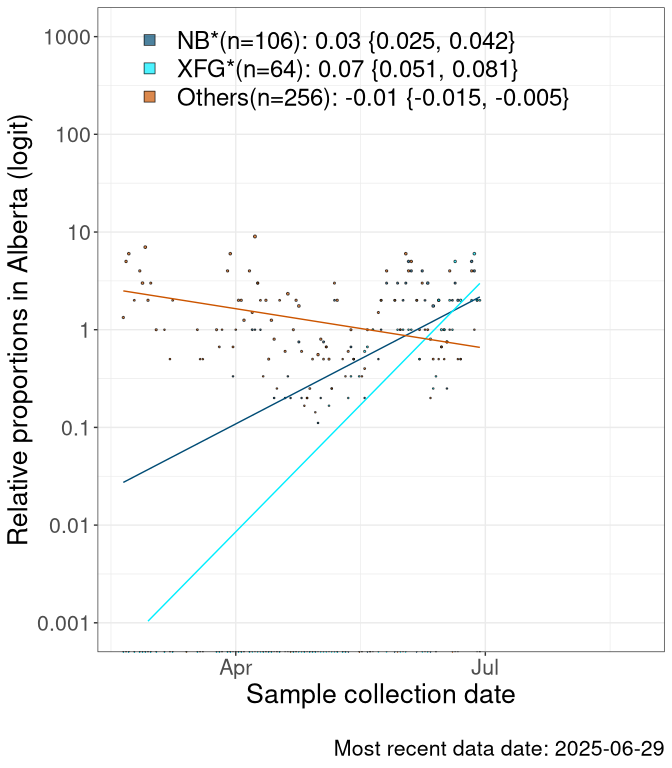 NB*(n=106): 0.03 {0.025, 0.042}
XFG*(n=64): 0.07 {0.051, 0.081}
Others(n=256): -0.01 {-0.015, -0.005}
Relative proportions in Alberta (logit)
1000
100
10
1
0.1
0.01
0.001
Apr
Jul
Sample collection date
Most recent data date: 2025-06-29